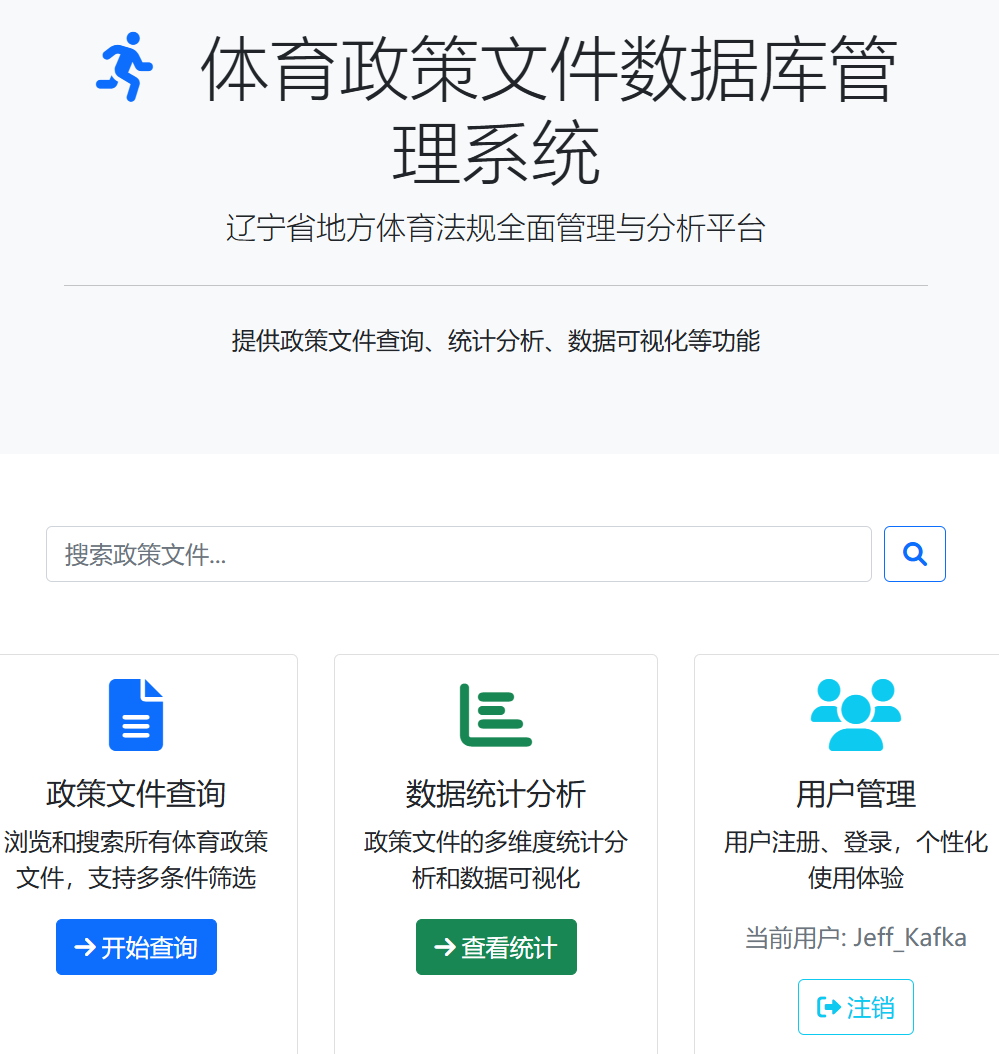 体育政策文件数据库管
理系统
辽宁省地方体育法规全面管理与分析平台
提供政策文件查询、统计分析、数据可视化等功能
搜索政策文件...
政策文件查询
浏览和搜索所有体育政策
文件，支持多条件筛选
开始查询
数据统计分析
政策文件的多维度统计分
析和数据可视化
查看统计
用户管理
用户注册、登录，个性化
使用体验
当前用户: Jeff_Kafka
注销